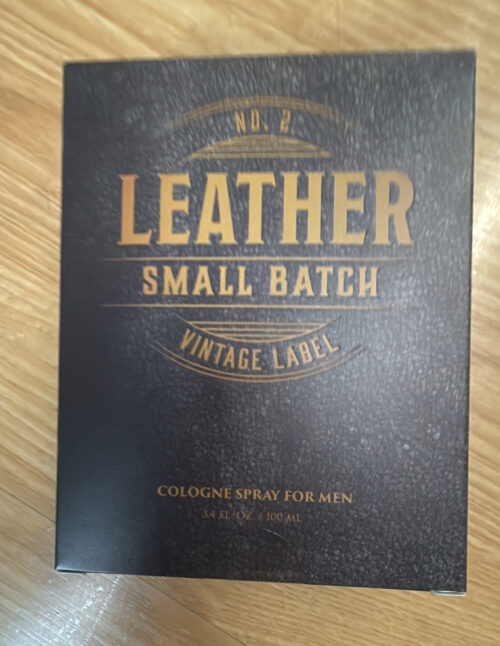 NO. 2
LEATHER
SMALL BATCH
VINTAGE LABEL
COLOGNE SPRAY FOR MEN
3.4 FL. OZ. / 100 ML